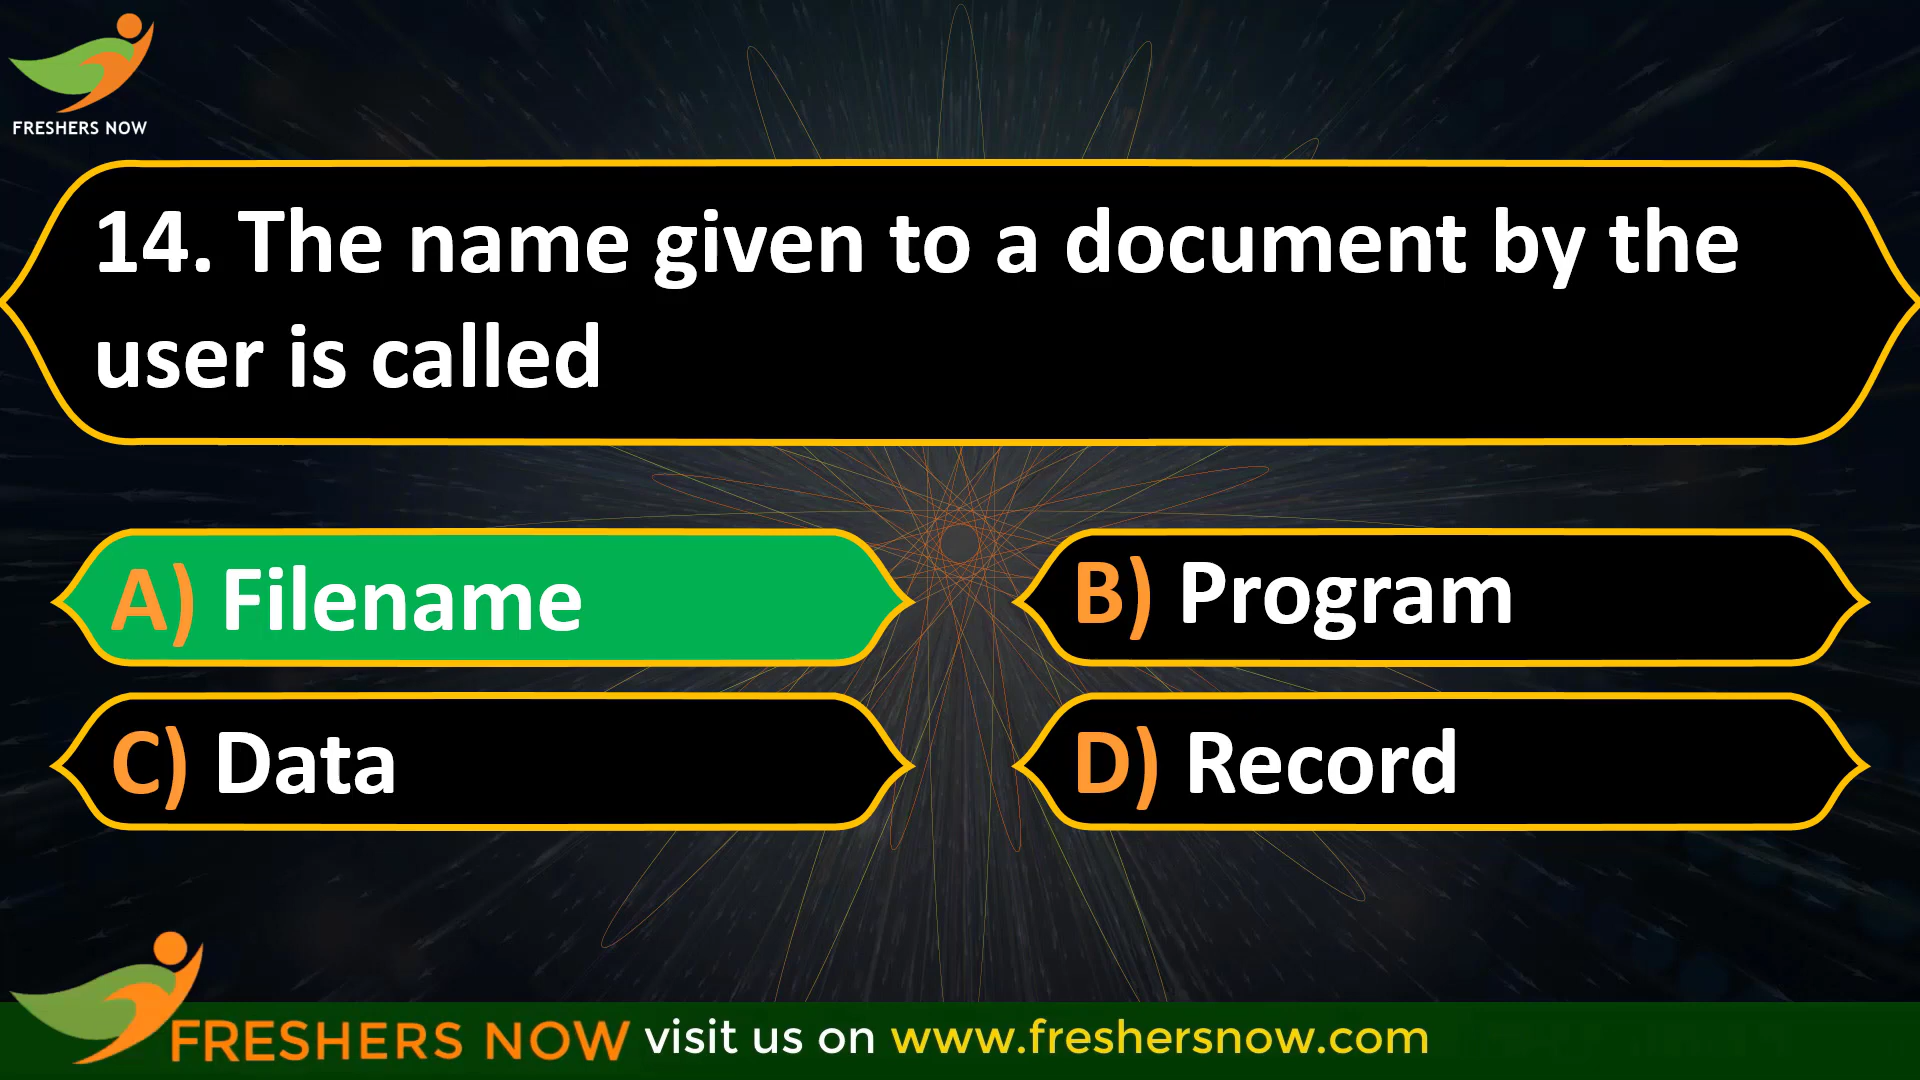 FRESHERS NOW
14. The name given to a document by the
user is called
A) Filename
B) Program
C) Data
D) Record
FRESHERS NOW visit us on www.freshersnow.com